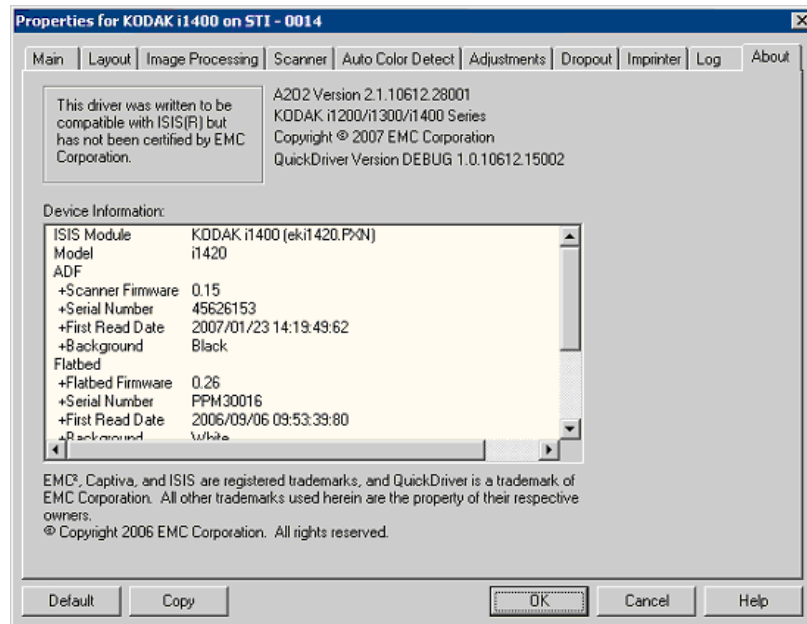 Properties for KODAK i1400 on STI - 0014
Main Layout Image Processing Scanner Auto Color Detect Adjustments Dropout Imprinter Log About
This driver was written to be
compatible with ISIS(R) but
has not been certified by EMC
Corporation.
A2O2 Version 2.1.10612.28001
KODAK i1200/i1300/i1400 Series
Copyright © 2007 EMC Corporation
QuickDriver Version DEBUG 1.0.10612.15002
Device Information:
ISIS Module KODAK i1400 (eki1420.PXN)
Model i1420
ADF
+Scanner Firmware 0.15
+Serial Number 45626153
+First Read Date 2007/01/23 14:19:49:62
+Background Black
Flatbed
+Flatbed Firmware 0.26
+Serial Number PPM30016
+First Read Date 2006/09/06 09:53:39:80
+Background White
EMC², Captiva, and ISIS are registered trademarks, and QuickDriver is a trademark of
EMC Corporation. All other trademarks used herein are the property of their respective
owners.
© Copyright 2006 EMC Corporation. All rights reserved.
Default Copy OK Cancel Help